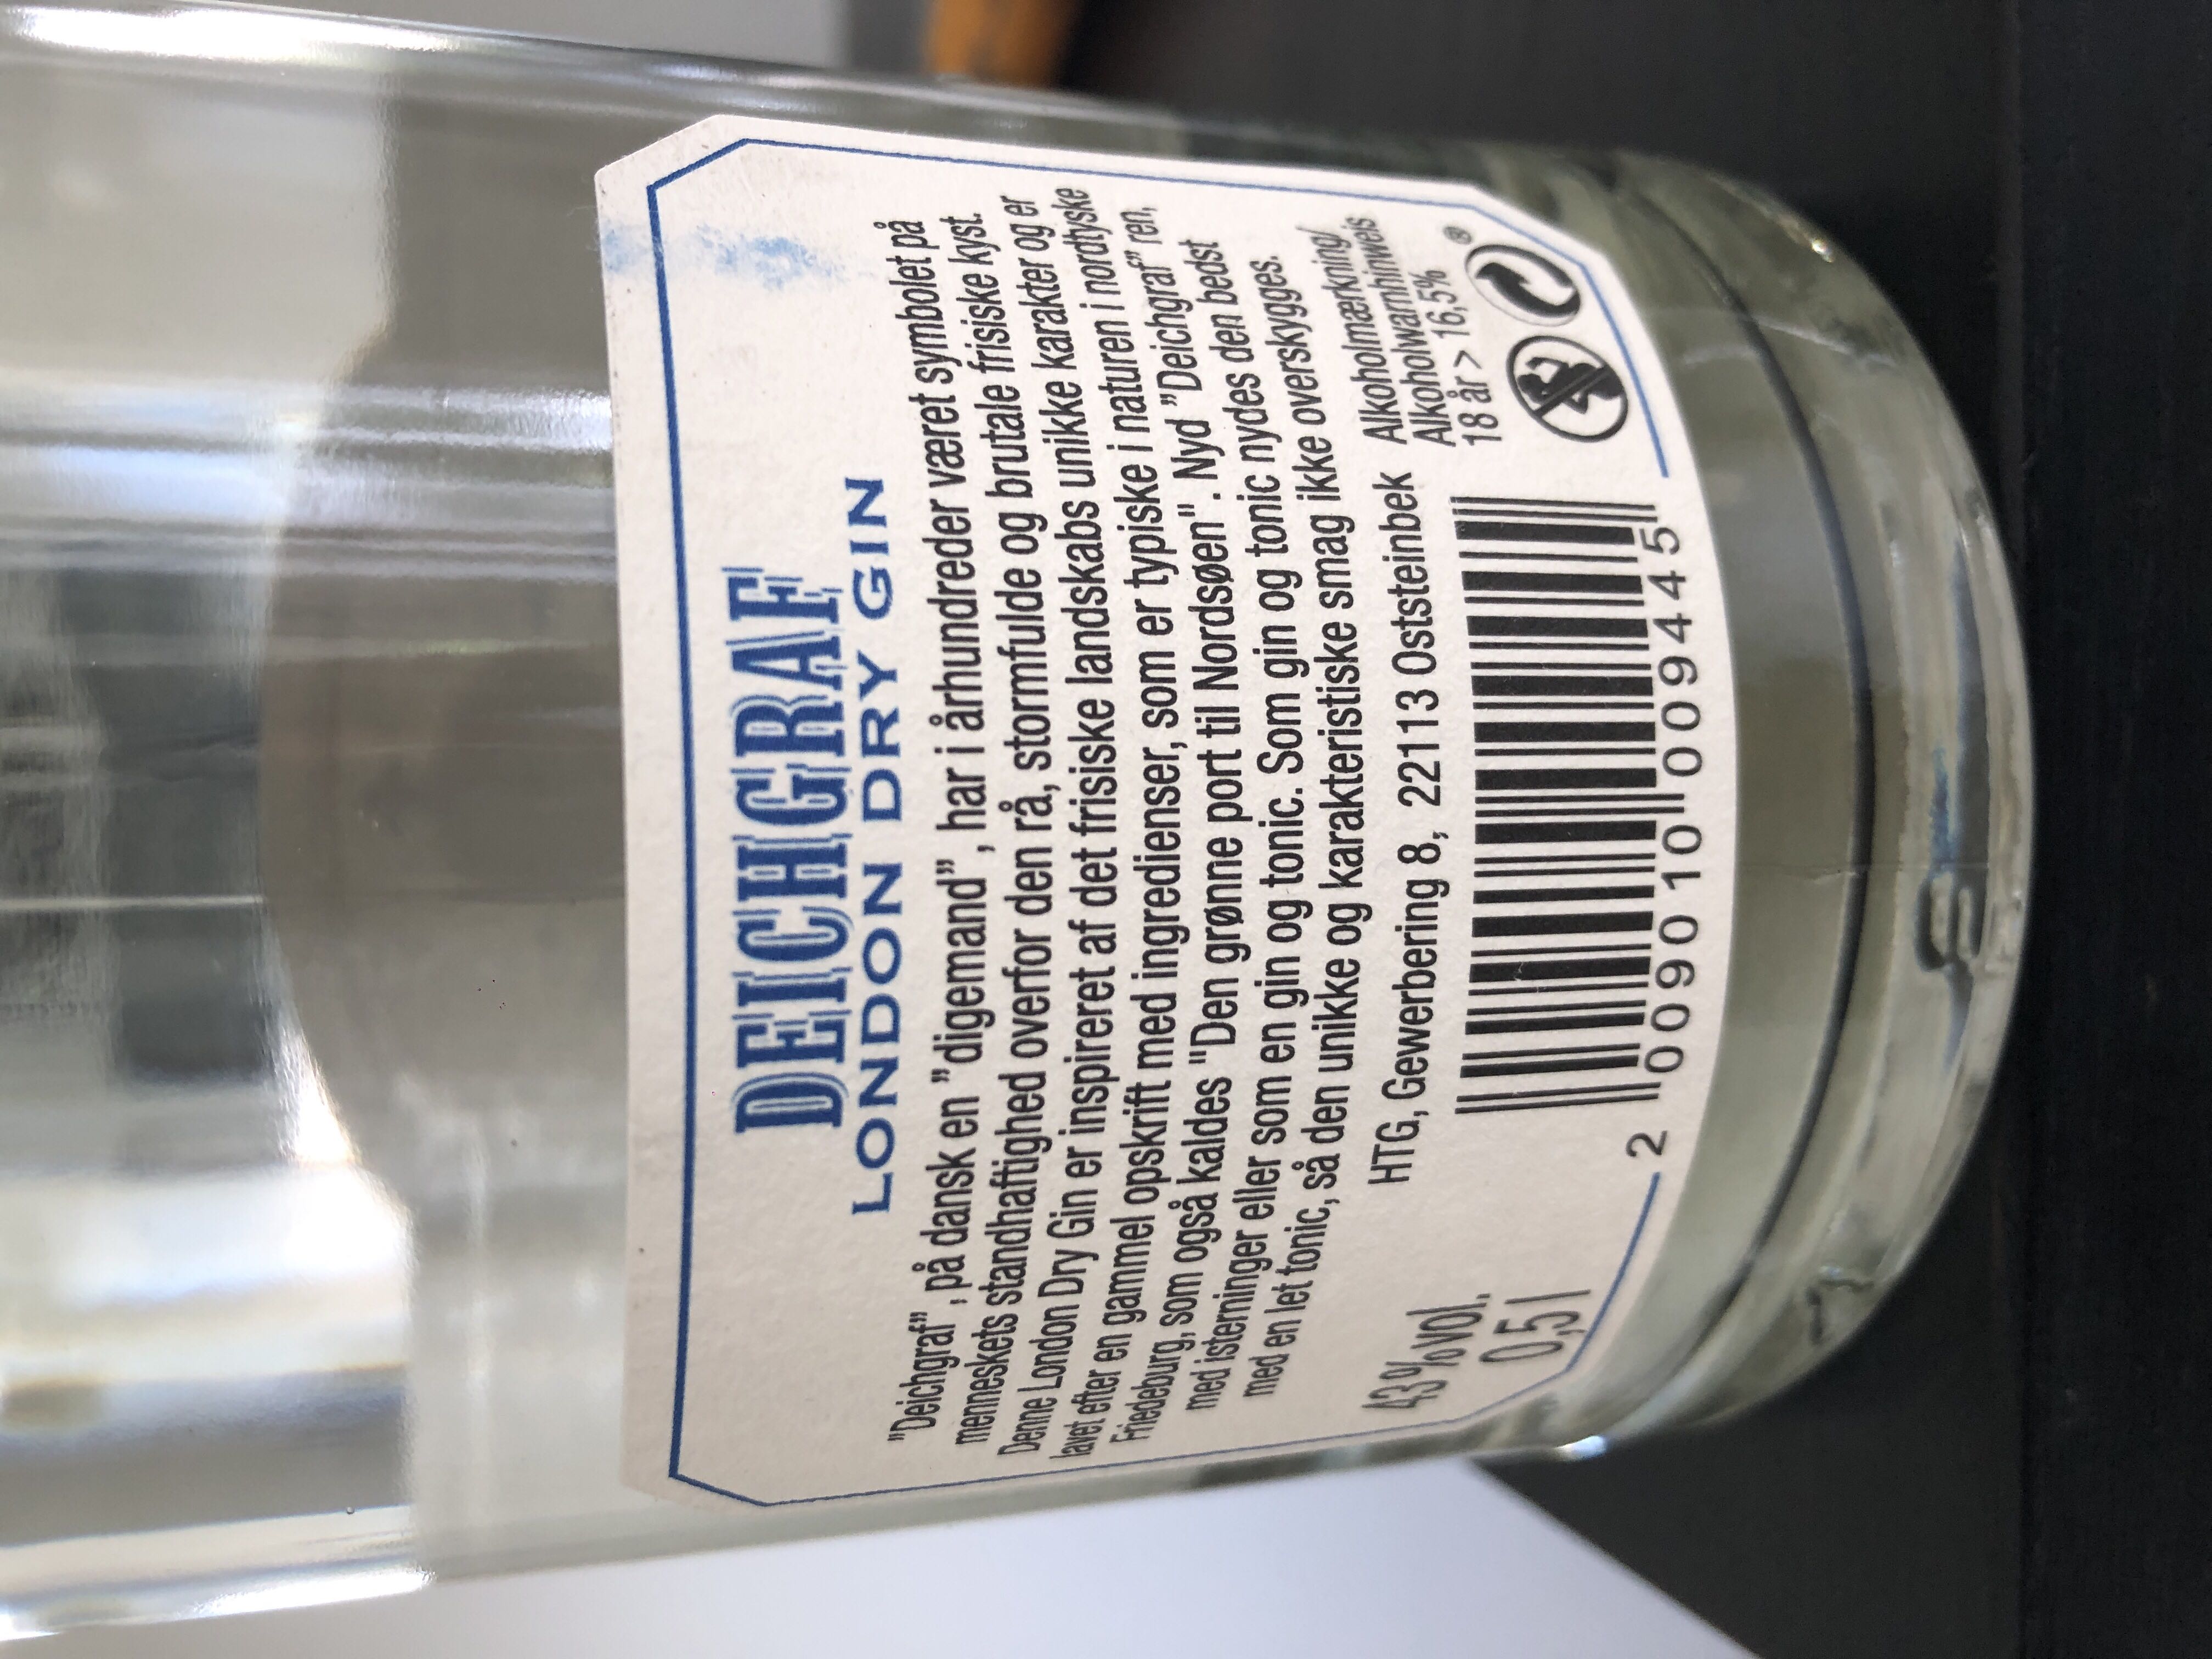 DEICHGRAF
LONDON DRY GIN
"Deichgraf", på dansk en "digemand", har i århundreder været symbolet på
menneskets standhaftighed overfor den rå, stormfulde og brutale frisiske kyst.
Denne London Dry Gin er inspireret af det frisiske landskabs unikke karakter og er
lavet efter en gammel opskrift med ingredienser, som er typiske i naturen i nordtyske
Friedeburg, som også kaldes "Den grønne port til Nordsøen". Nyd "Deichgraf" ren,
med isterninger eller som en gin og tonic. Som gin og tonic nydes den bedst
med en let tonic, så den unikke og karakteristiske smag ikke overskygges.
HTG, Gewerbering 8, 22113 Oststeinbek
Alkoholmærkning/
Alkoholwarnhinweis
18 år > 16,5%
®
43%vol.
0,5 l
2 009010 009445